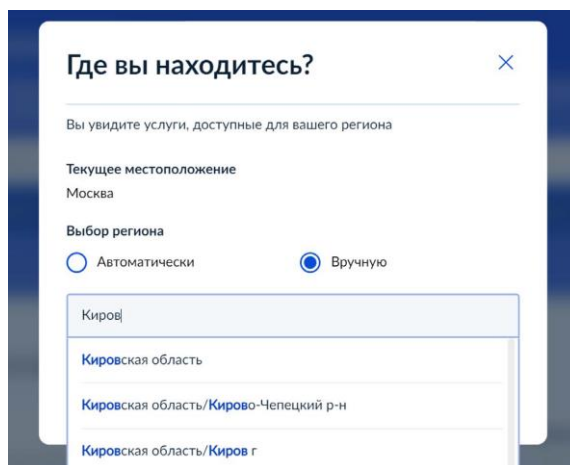 Где вы находитесь?
Вы увидите услуги, доступные для вашего региона
Текущее местоположение
Москва
Выбор региона
Автоматически Вручную
Киров
Кировская область
Кировская область/Кирово-Чепецкий р-н
Кировская область/Киров г